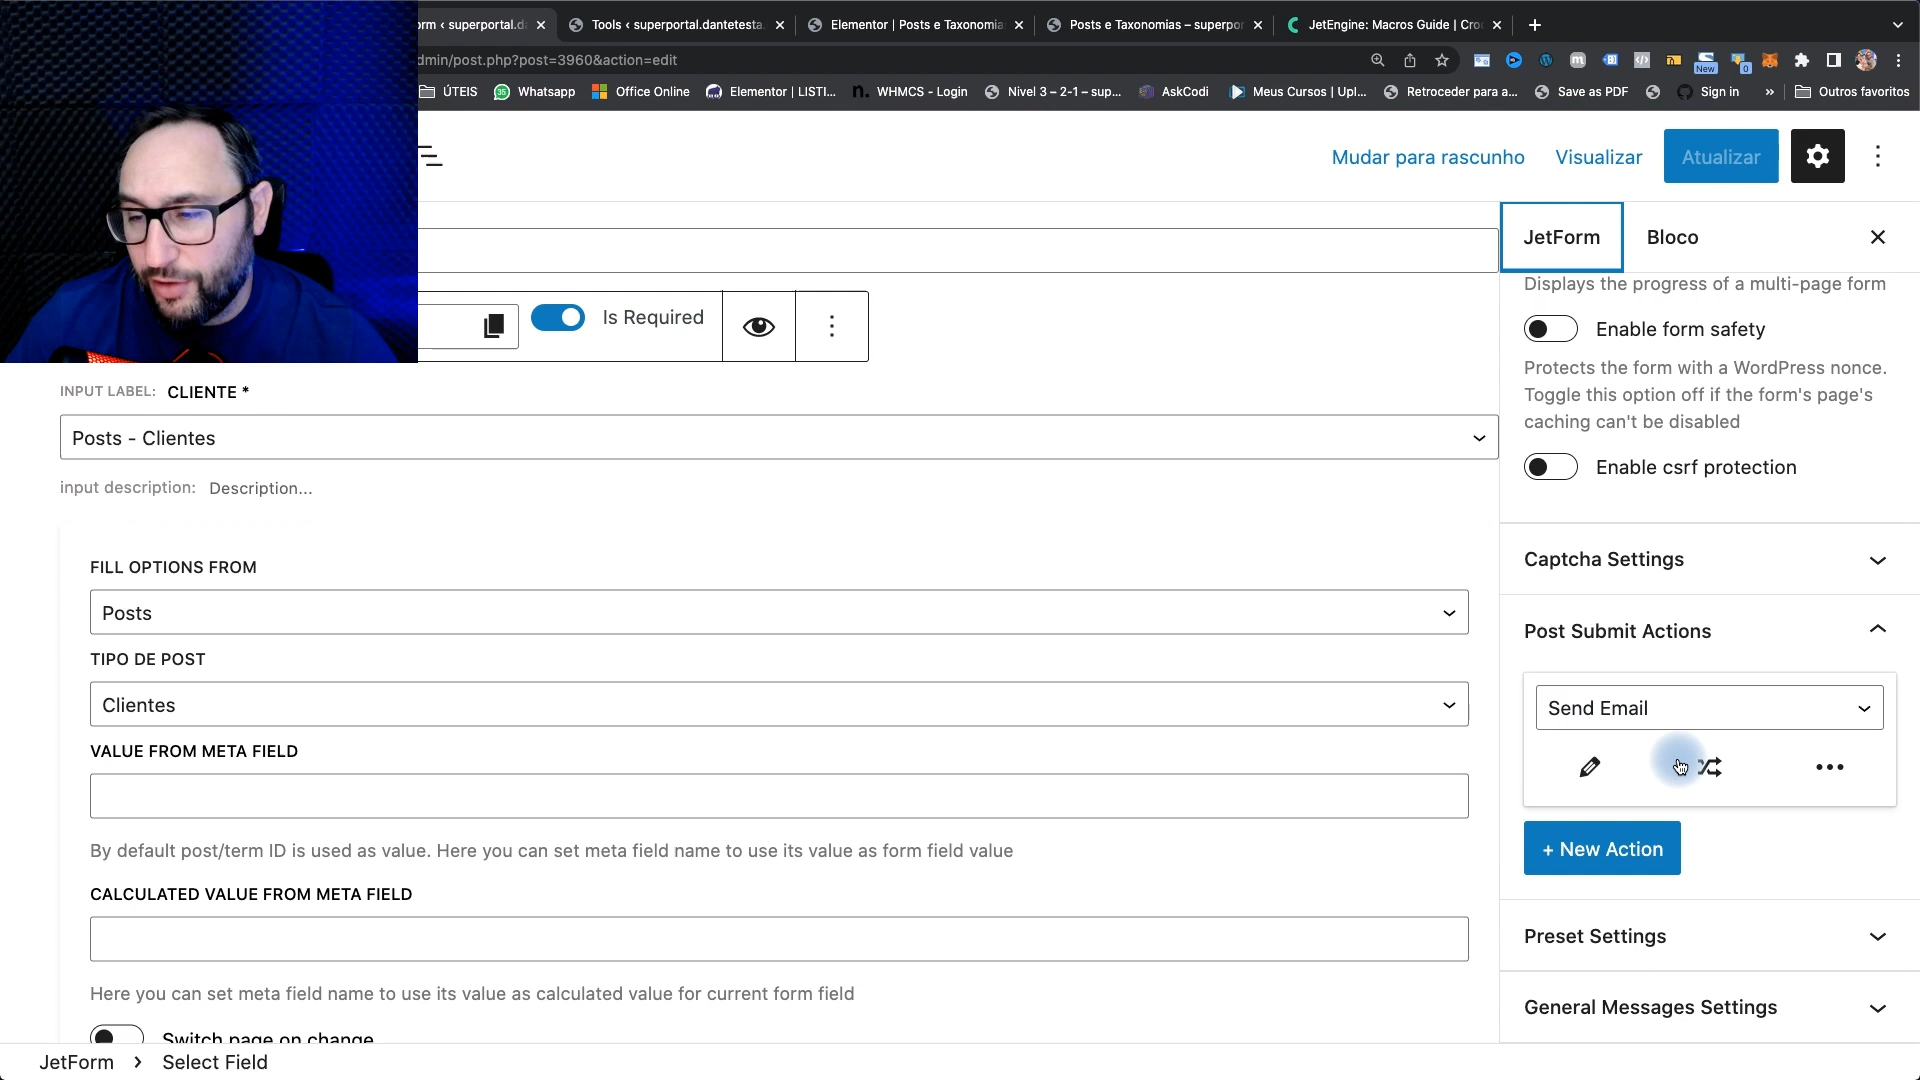 orm ‹ superportal.da
Tools ‹ superportal.dantetesta.
Elementor | Posts e Taxonomia
Posts e Taxonomias – superpor
JetEngine: Macros Guide | Cro
dmin/post.php?post=3960&action=edit
New
0
ÚTEIS
Whatsapp
Office Online
Elementor | LISTI...
WHMCS - Login
Nivel 3 – 2-1 – sup...
AskCodi
Meus Cursos | Upl...
Retroceder para a...
Save as PDF
Sign in
»
Outros favoritos
Mudar para rascunho
Visualizar
Atualizar
JetForm
Bloco
Is Required
INPUT LABEL: CLIENTE *
Posts - Clientes
input description: Description...
FILL OPTIONS FROM
Posts
TIPO DE POST
Clientes
VALUE FROM META FIELD
By default post/term ID is used as value. Here you can set meta field name to use its value as form field value
CALCULATED VALUE FROM META FIELD
Here you can set meta field name to use its value as calculated value for current form field
Switch page on change
Displays the progress of a multi-page form
Enable form safety
Protects the form with a WordPress nonce.
Toggle this option off if the form's page's
caching can't be disabled
Enable csrf protection
Captcha Settings
Post Submit Actions
Send Email
+ New Action
Preset Settings
General Messages Settings
JetForm › Select Field